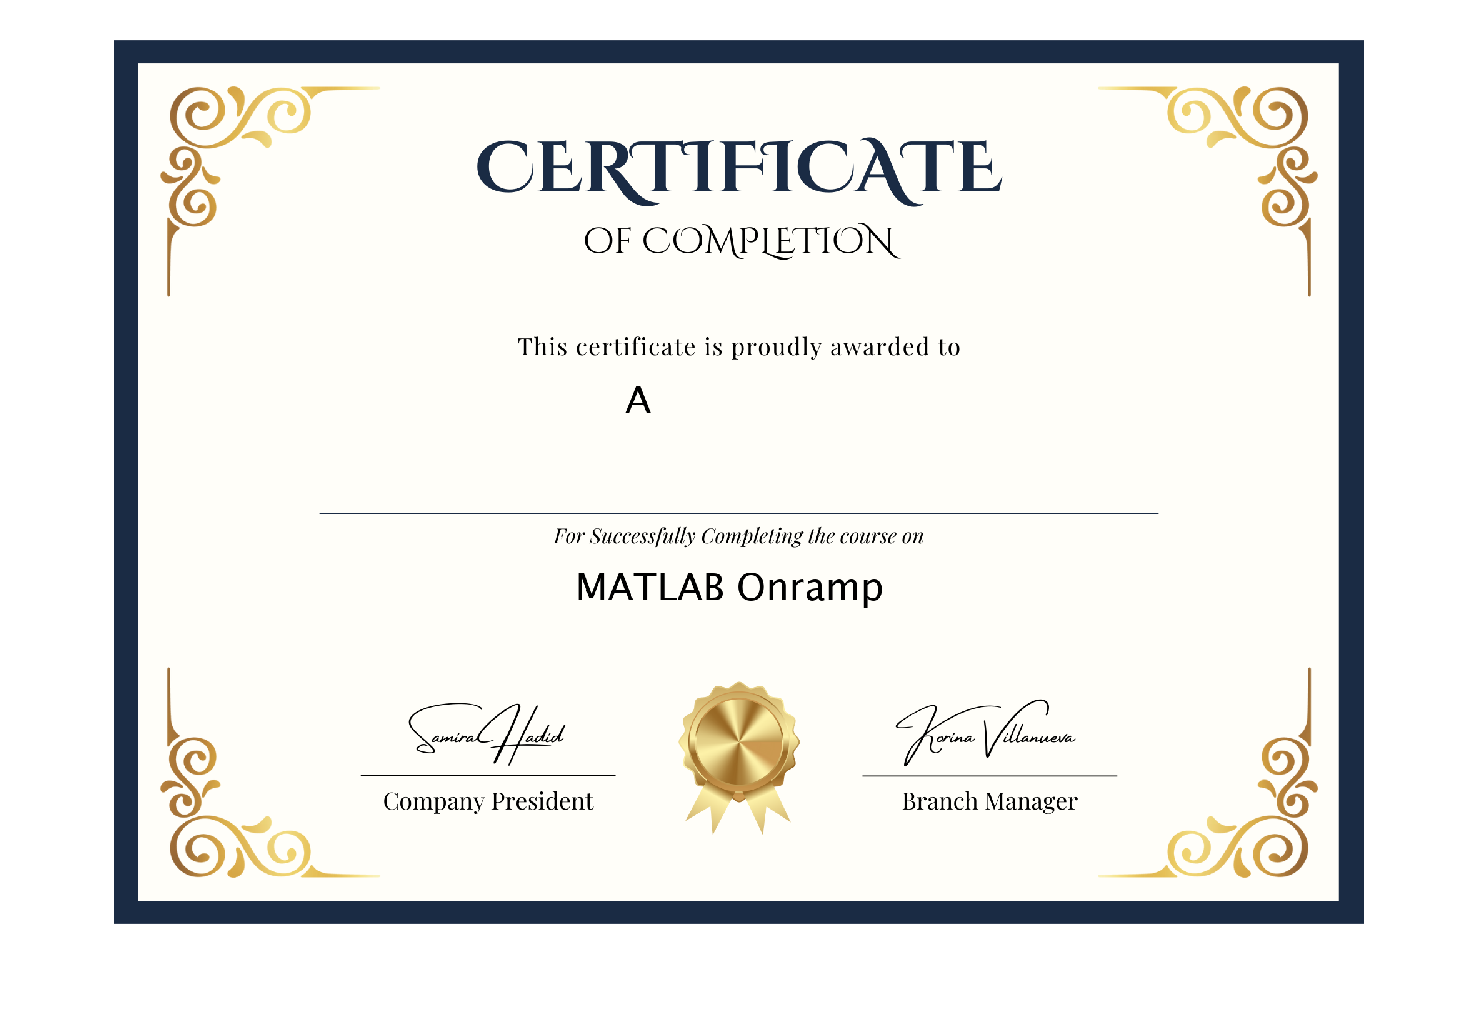 CERTIFICATE
OF COMPLETION
This certificate is proudly awarded to
A
For Successfully Completing the course on
MATLAB Onramp
Samira Hadid
Korina Villanueva
Company President
Branch Manager